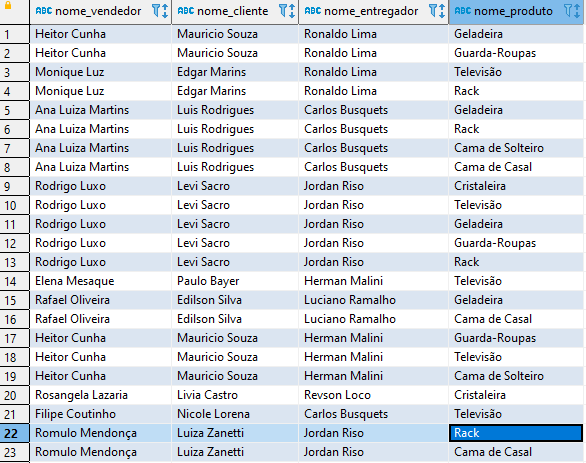 ABC nome_vendedor ABC nome_cliente ABC nome_entregador ABC nome_produto
1 Heitor Cunha Mauricio Souza Ronaldo Lima Geladeira
2 Heitor Cunha Mauricio Souza Ronaldo Lima Guarda-Roupas
3 Monique Luz Edgar Marins Ronaldo Lima Televisão
4 Monique Luz Edgar Marins Ronaldo Lima Rack
5 Ana Luiza Martins Luis Rodrigues Carlos Busquets Geladeira
6 Ana Luiza Martins Luis Rodrigues Carlos Busquets Rack
7 Ana Luiza Martins Luis Rodrigues Carlos Busquets Cama de Solteiro
8 Ana Luiza Martins Luis Rodrigues Carlos Busquets Cama de Casal
9 Rodrigo Luxo Levi Sacro Jordan Riso Cristaleira
10 Rodrigo Luxo Levi Sacro Jordan Riso Televisão
11 Rodrigo Luxo Levi Sacro Jordan Riso Geladeira
12 Rodrigo Luxo Levi Sacro Jordan Riso Guarda-Roupas
13 Rodrigo Luxo Levi Sacro Jordan Riso Rack
14 Elena Mesaque Paulo Bayer Herman Malini Televisão
15 Rafael Oliveira Edilson Silva Luciano Ramalho Geladeira
16 Rafael Oliveira Edilson Silva Luciano Ramalho Cama de Casal
17 Heitor Cunha Mauricio Souza Herman Malini Guarda-Roupas
18 Heitor Cunha Mauricio Souza Herman Malini Televisão
19 Heitor Cunha Mauricio Souza Herman Malini Cama de Solteiro
20 Rosangela Lazaria Livia Castro Revson Loco Cristaleira
21 Filipe Coutinho Nicole Lorena Carlos Busquets Televisão
22 Romulo Mendonça Luiza Zanetti Jordan Riso Rack
23 Romulo Mendonça Luiza Zanetti Jordan Riso Cama de Casal